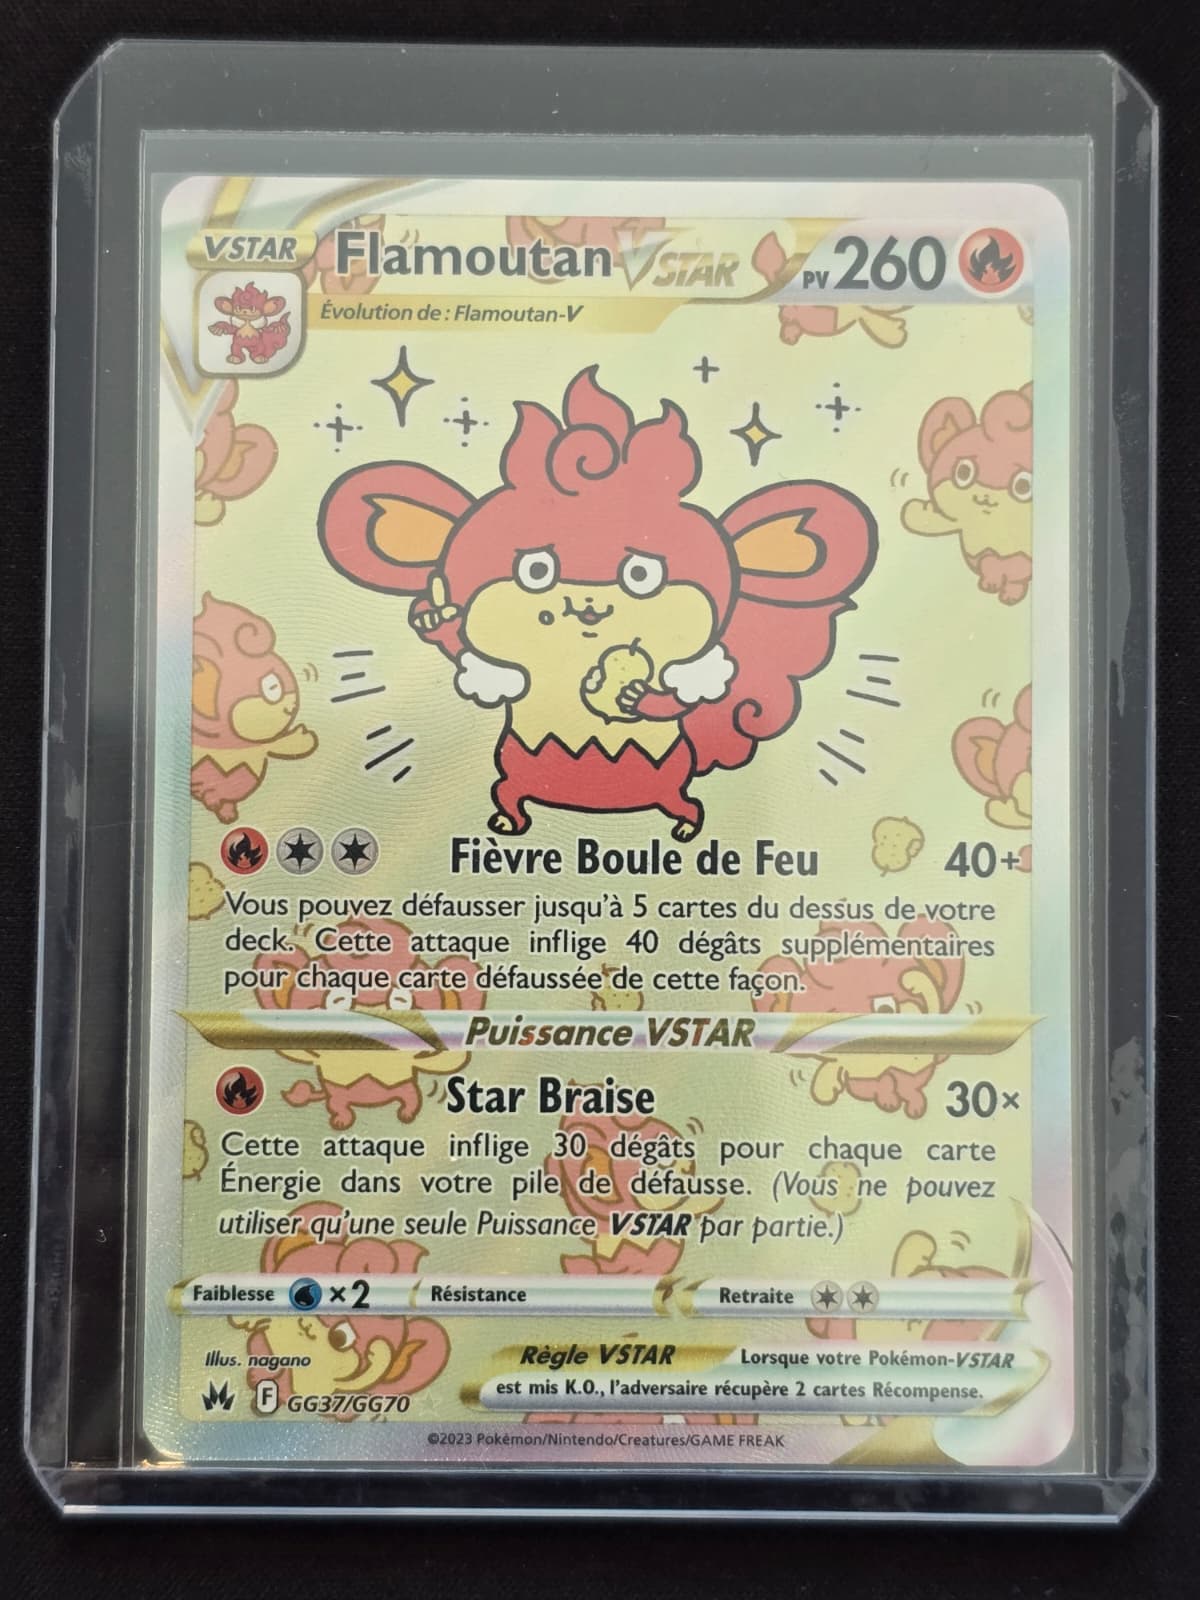 VSTAR Flamoutan VSTAR PV 260
Évolution de : Flamoutan-V
Fièvre Boule de Feu 40+
Vous pouvez défausser jusqu'à 5 cartes du dessus de votre
deck. Cette attaque inflige 40 dégâts supplémentaires
pour chaque carte défaussée de cette façon.
Puissance VSTAR
Star Braise 30×
Cette attaque inflige 30 dégâts pour chaque carte
Énergie dans votre pile de défausse. (Vous ne pouvez
utiliser qu'une seule Puissance VSTAR par partie.)
Faiblesse ×2 Résistance Retraite
Illus. nagano
F GG37/GG70
Règle VSTAR Lorsque votre Pokémon-VSTAR
est mis K.O., l'adversaire récupère 2 cartes Récompense.
©2023 Pokémon/Nintendo/Creatures/GAME FREAK